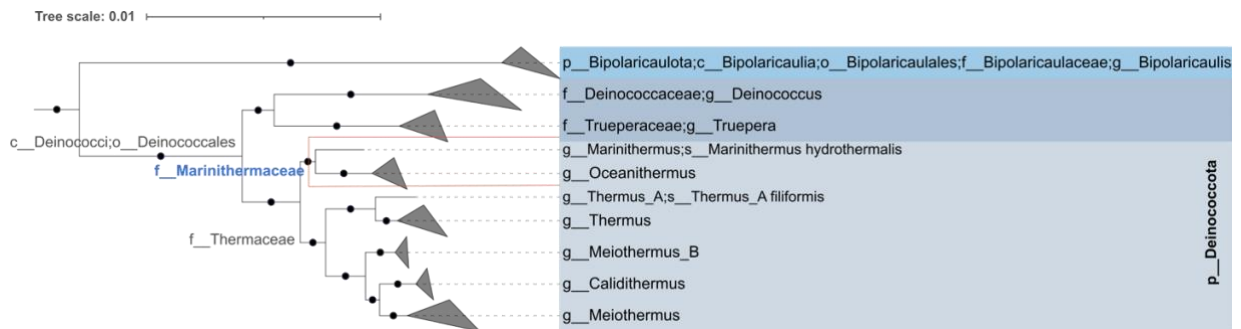 Tree scale: 0.01
p__Bipolaricaulota;c__Bipolaricaulia;o__Bipolaricaulales;f__Bipolaricaulaceae;g__Bipolaricaulis
f__Deinococcaceae;g__Deinococcus
f__Trueperaceae;g__Truepera
c__Deinococci;o__Deinococcales
g__Marinithermus;s__Marinithermus hydrothermalis
f__Marinithermaceae
g__Oceanithermus
g__Thermus_A;s__Thermus_A filiformis
g__Thermus
f__Thermaceae
g__Meiothermus_B
g__Calidithermus
g__Meiothermus
p__Deinococcota